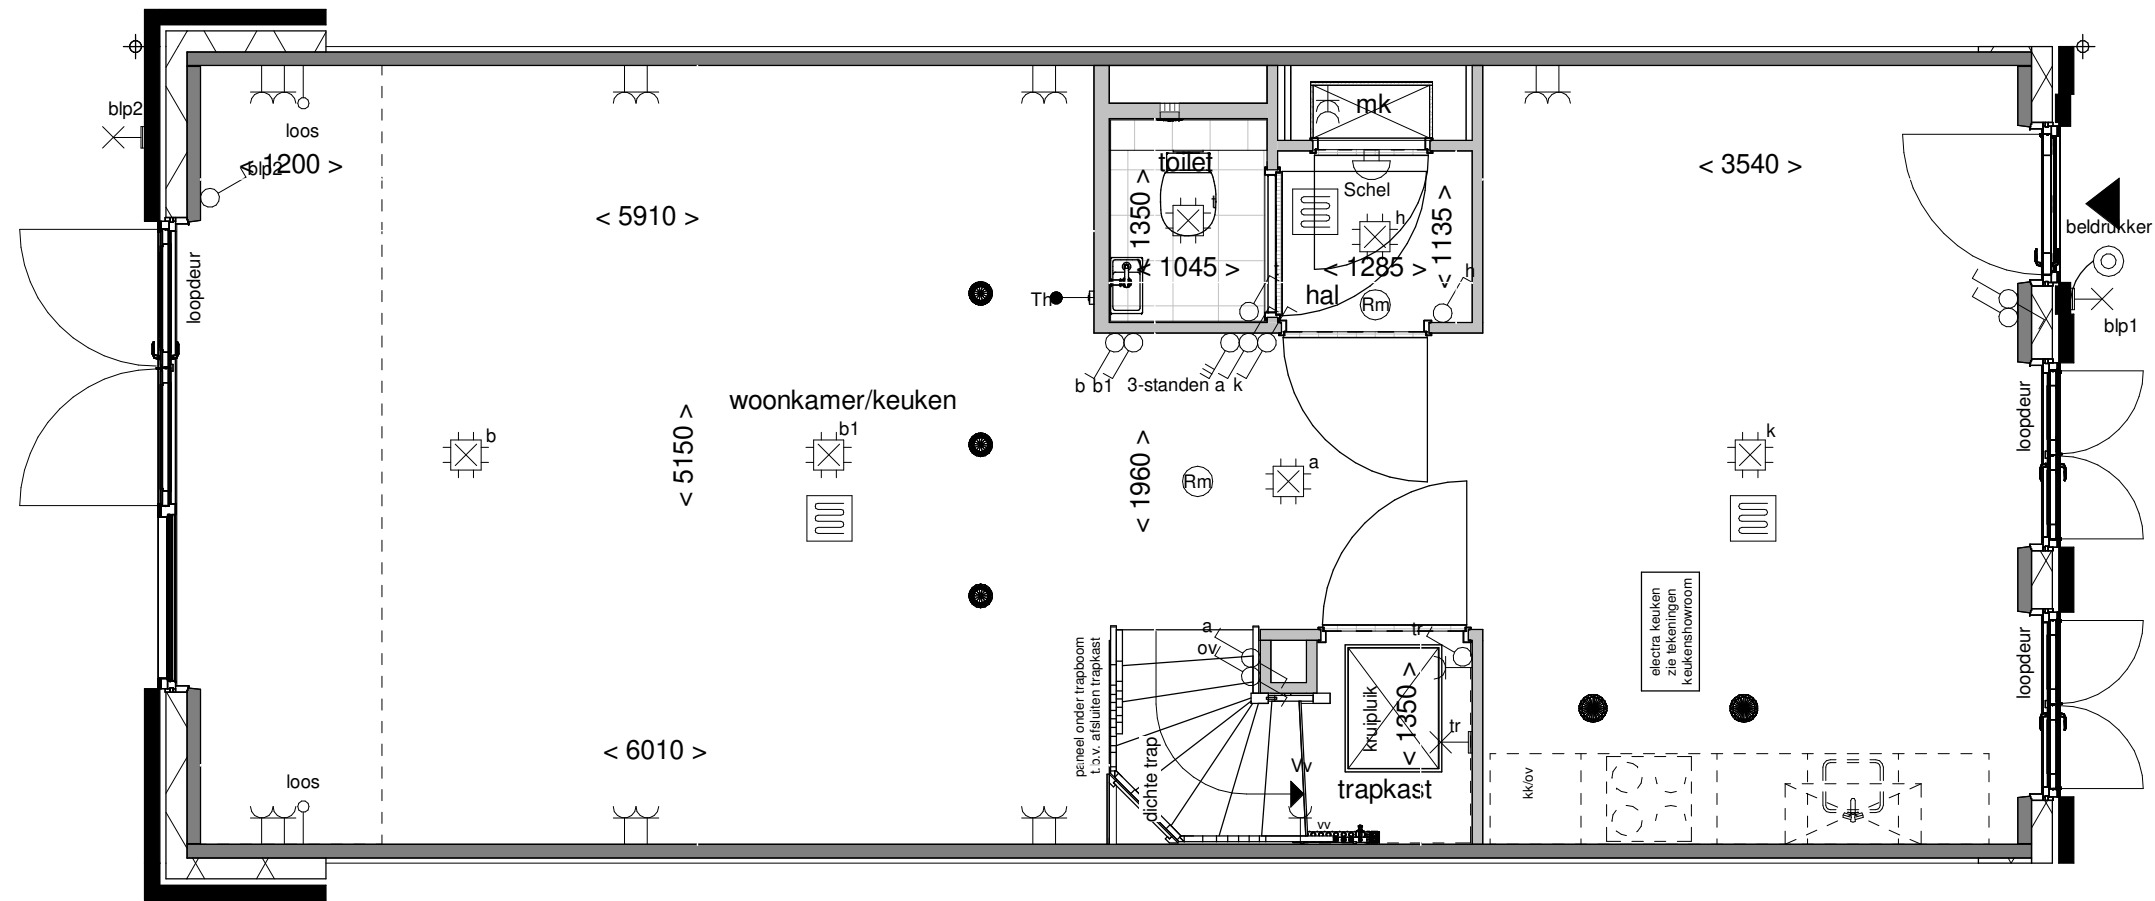 blp2
loos
< 1200 >
blp2
< 5910 >
loopdeur
toilet
< 1350 >
t
< 1045 >
t
mk
Schel
h
< 1135 >
< 1285 >
h
hal
Rm
Th
< 3540 >
beldrukker
blp1
b b1 3-standen a k
woonkamer/keuken
b
b1
< 5150 >
< 1960 >
Rm
a
k
loopdeur
electra keuken
zie tekeningen
keukenshowroom
loopdeur
a
ov
tr
paneel onder trapboom
t.b.v. afsluiten trapkast
dichte trap
kruipluik
< 1350 >
tr
Vv
trapkast
vv
< 6010 >
loos
kk/ov